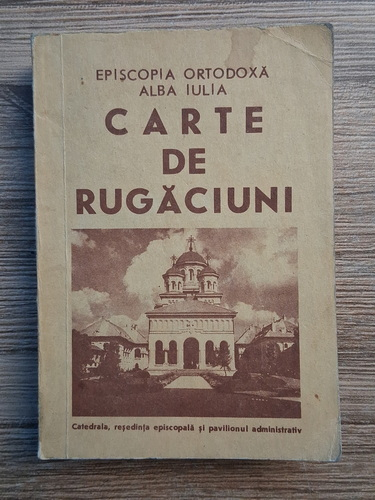 EPISCOPIA ORTODOXĂ
ALBA IULIA
CARTE
DE
RUGĂCIUNI
Catedrala, reședința episcopală și pavilionul administrativ